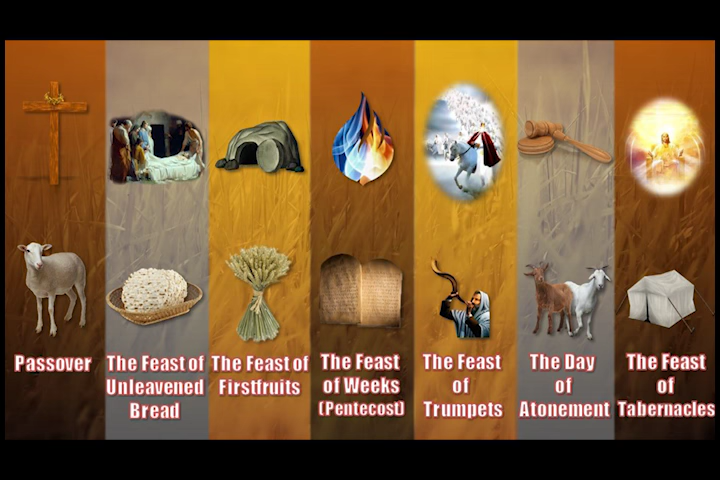 Passover
The Feast of
Unleavened
Bread
The Feast of
Firstfruits
The Feast
of Weeks
(Pentecost)
The Feast
of
Trumpets
The Day
of
Atonement
The Feast
of
Tabernacles